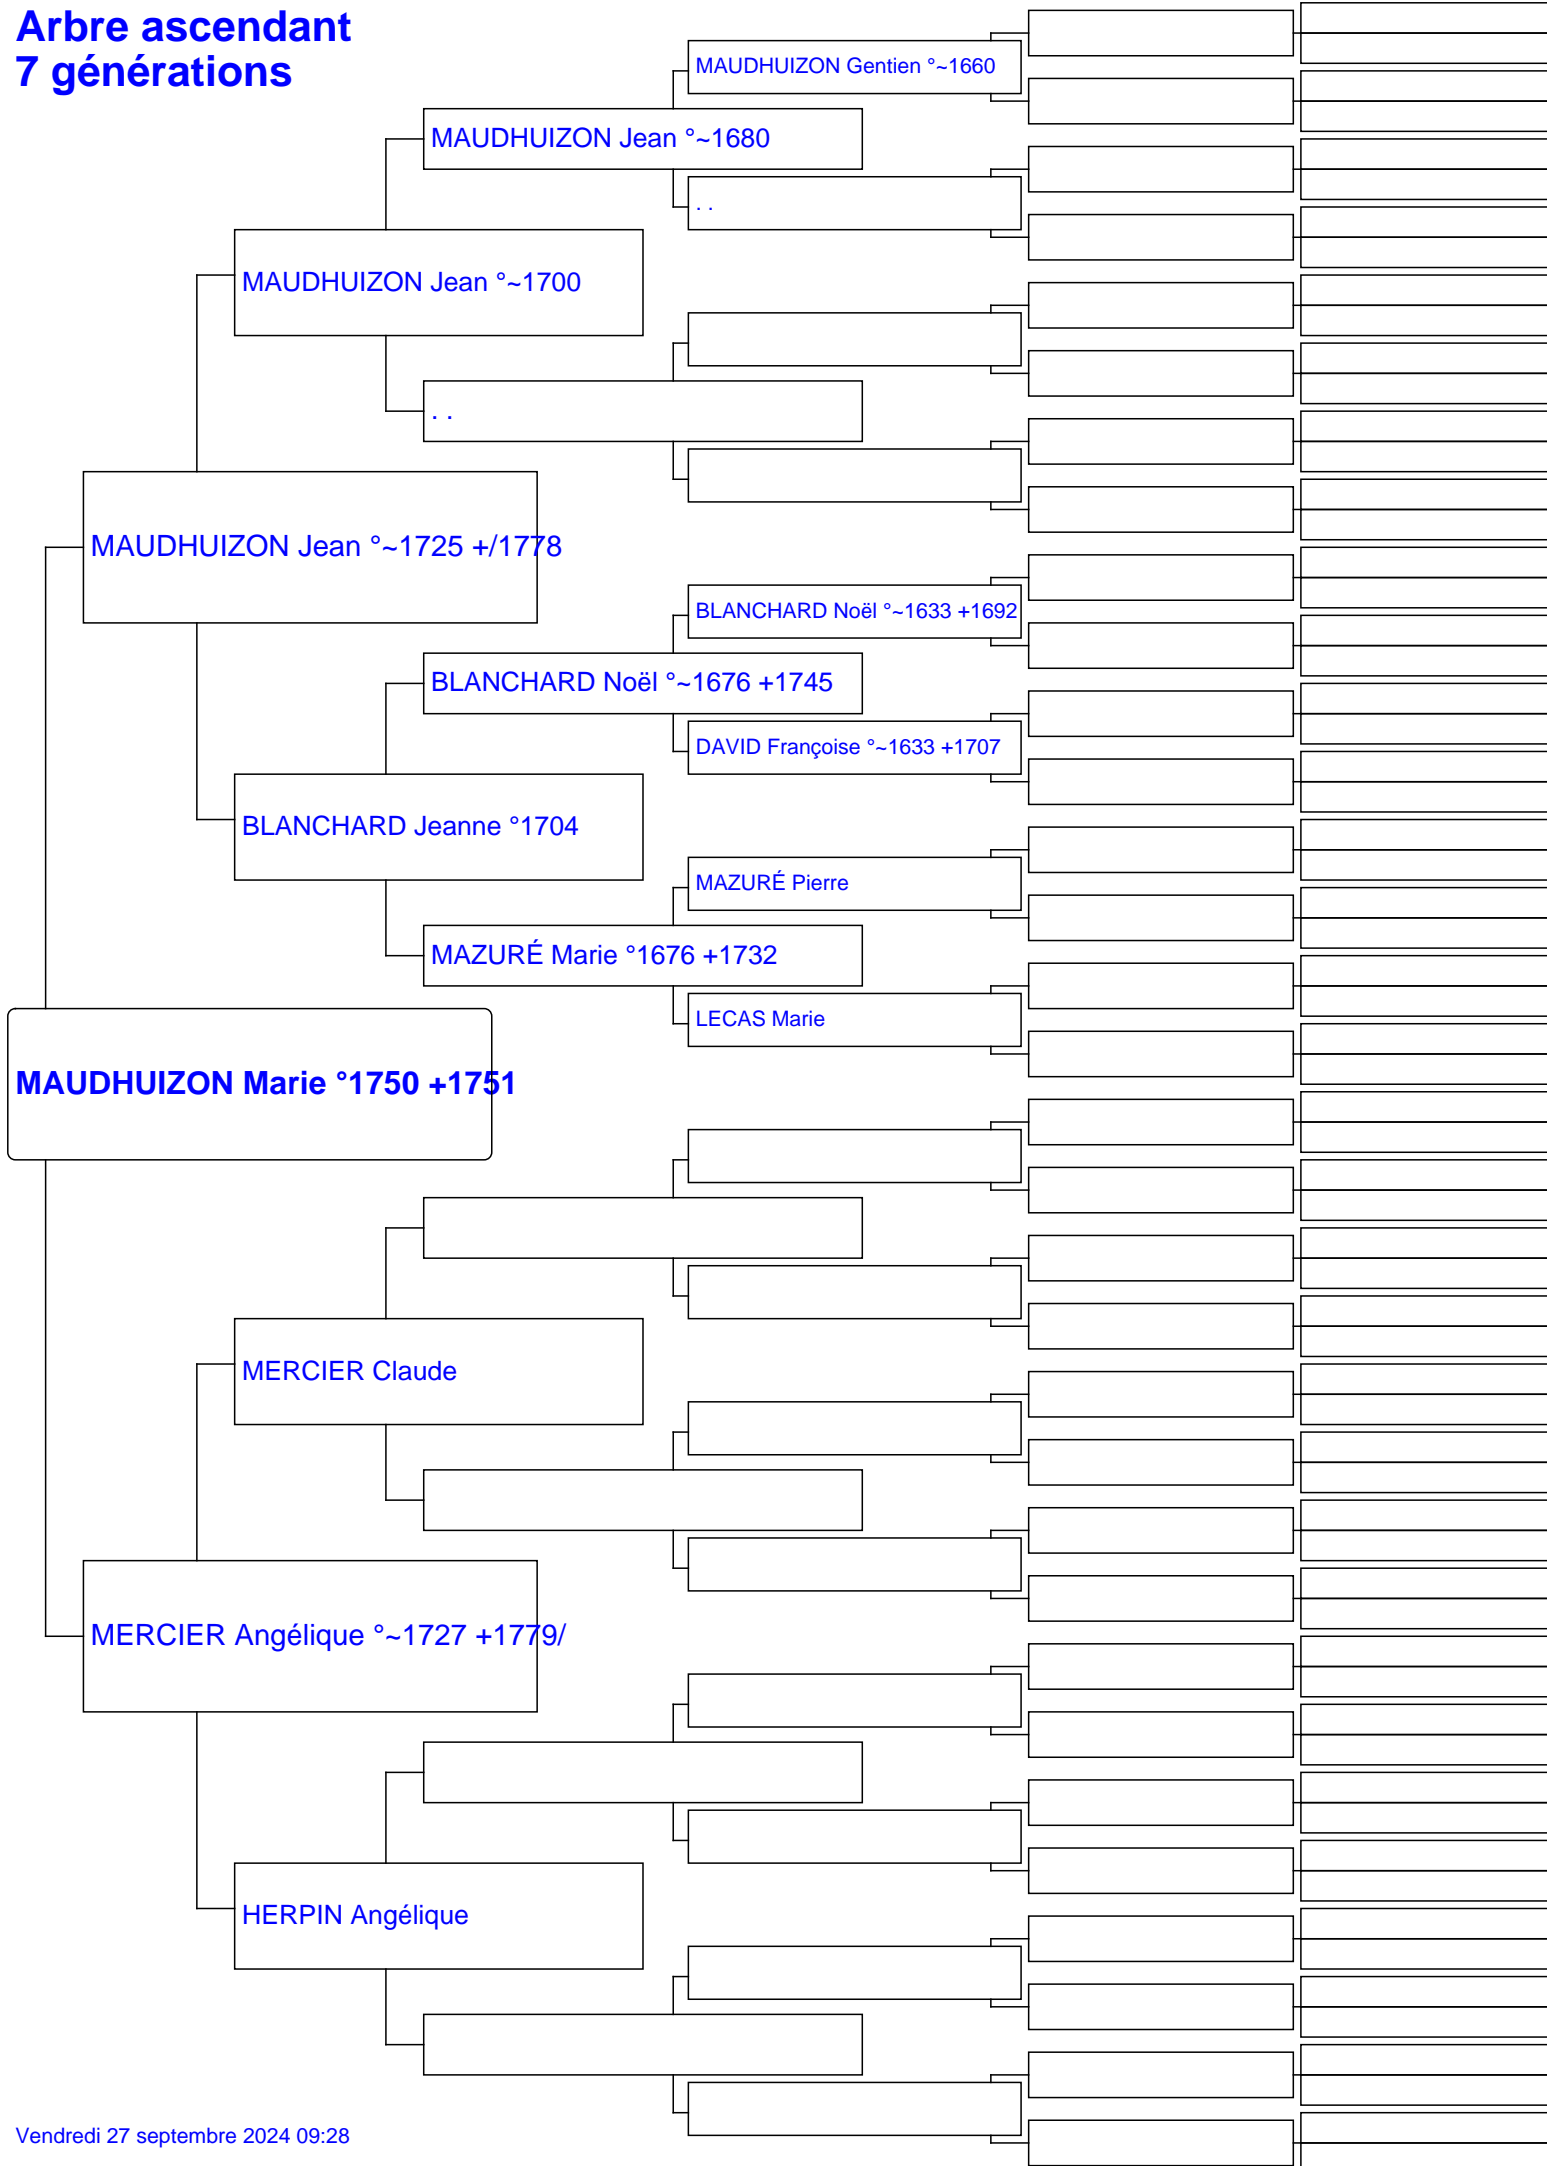 Arbre ascendant
7 générations
MAUDHUIZON Gentien °~1660
MAUDHUIZON Jean °~1680
. .
MAUDHUIZON Jean °~1700
. .
MAUDHUIZON Jean °~1725 +/1778
BLANCHARD Noël °~1633 +1692
BLANCHARD Noël °~1676 +1745
DAVID Françoise °~1633 +1707
BLANCHARD Jeanne °1704
MAZURÉ Pierre
MAZURÉ Marie °1676 +1732
LECAS Marie
MAUDHUIZON Marie °1750 +1751
MERCIER Claude
MERCIER Angélique °~1727 +1779/
HERPIN Angélique
Vendredi 27 septembre 2024 09:28